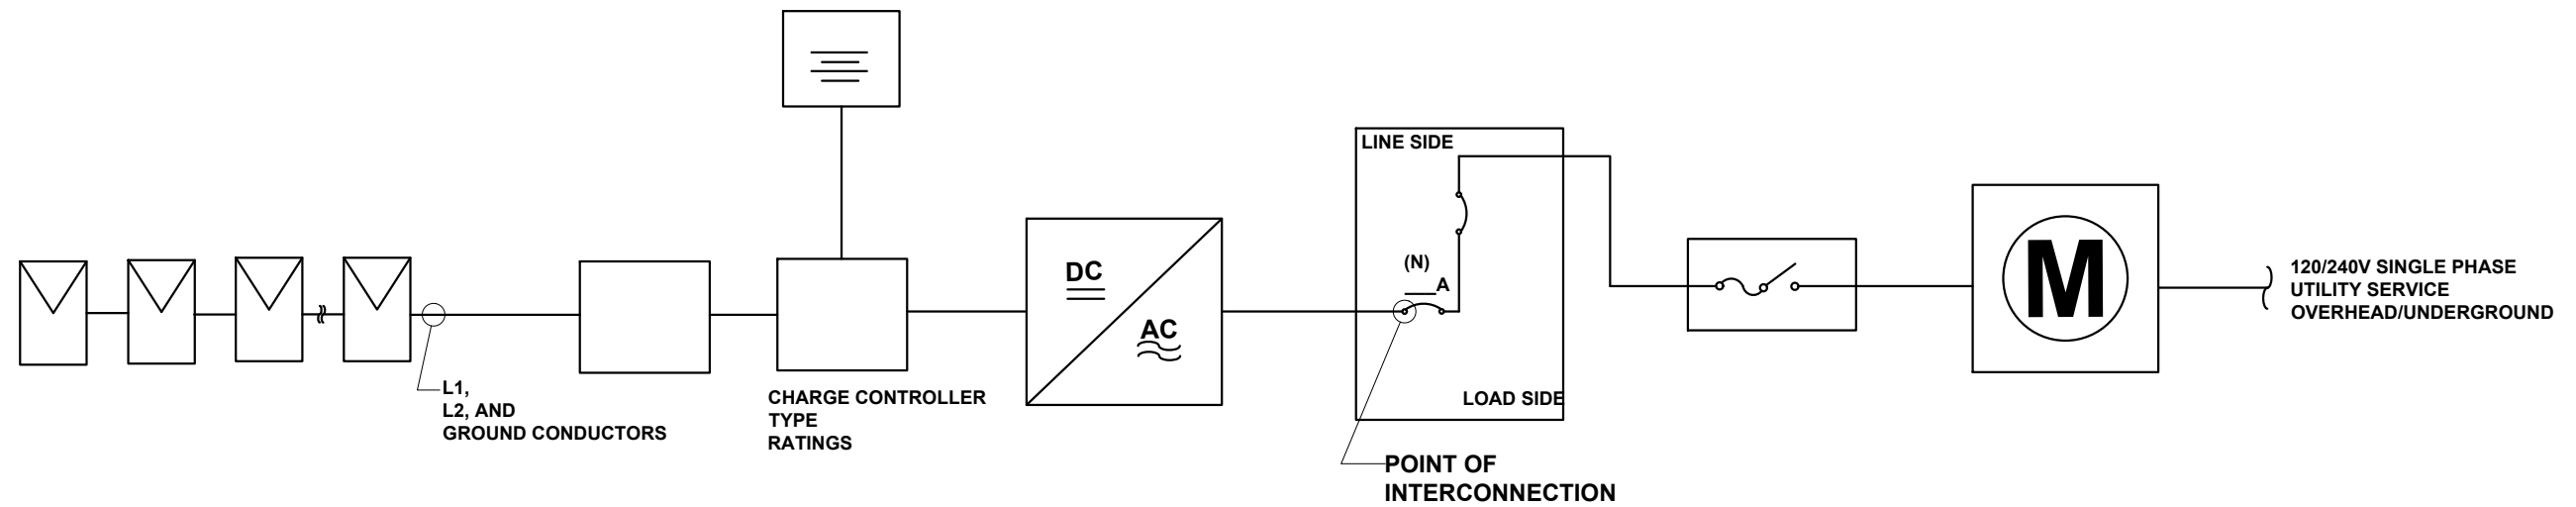 LINE SIDE
(N)
___A
DC
AC
M
120/240V SINGLE PHASE
UTILITY SERVICE
OVERHEAD/UNDERGROUND
L1,
L2, AND
GROUND CONDUCTORS
CHARGE CONTROLLER
TYPE
RATINGS
LOAD SIDE
POINT OF
INTERCONNECTION